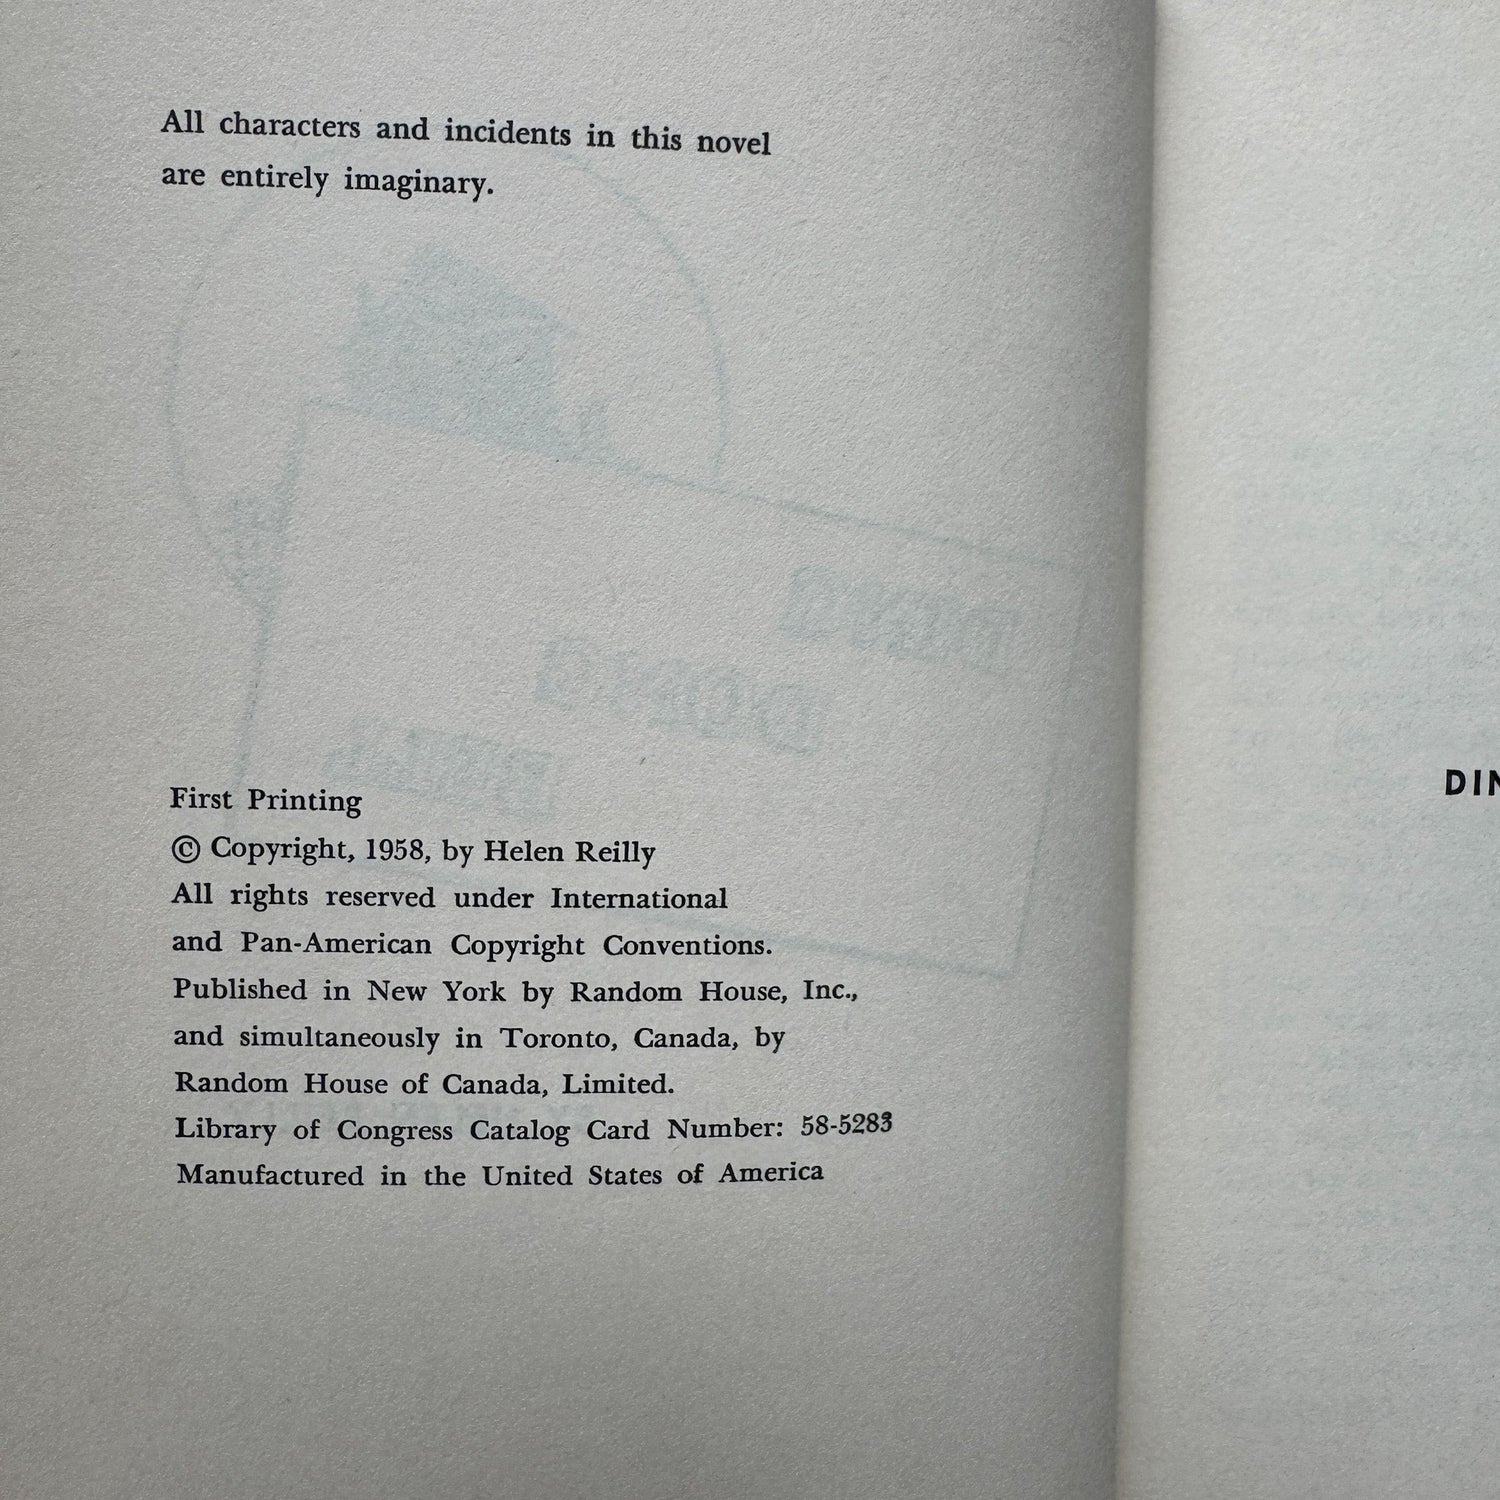 All characters and incidents in this novel
are entirely imaginary.
First Printing
© Copyright, 1958, by Helen Reilly
All rights reserved under International
and Pan-American Copyright Conventions.
Published in New York by Random House, Inc.,
and simultaneously in Toronto, Canada, by
Random House of Canada, Limited.
Library of Congress Catalog Card Number: 58-5283
Manufactured in the United States of America
DIN